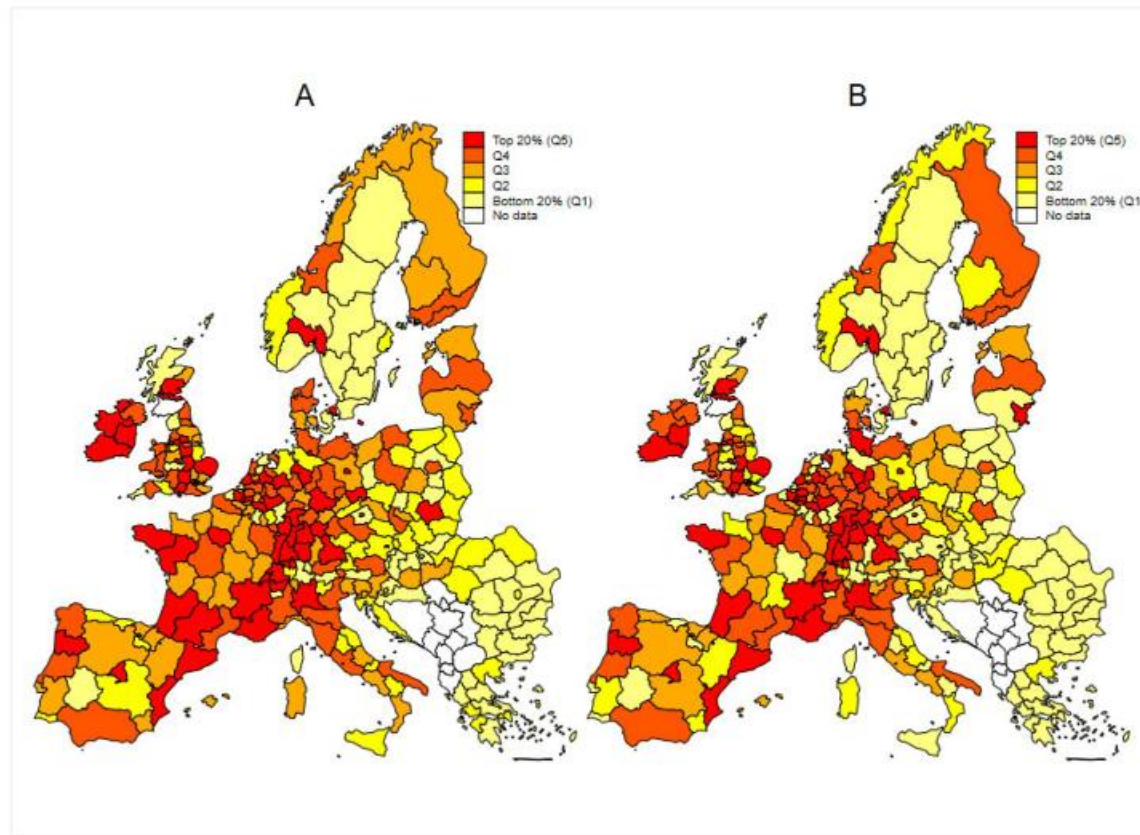 A
B
Top 20% (Q5)
Q4
Q3
Q2
Bottom 20% (Q1)
No data
Top 20% (Q5)
Q4
Q3
Q2
Bottom 20% (Q1
No data